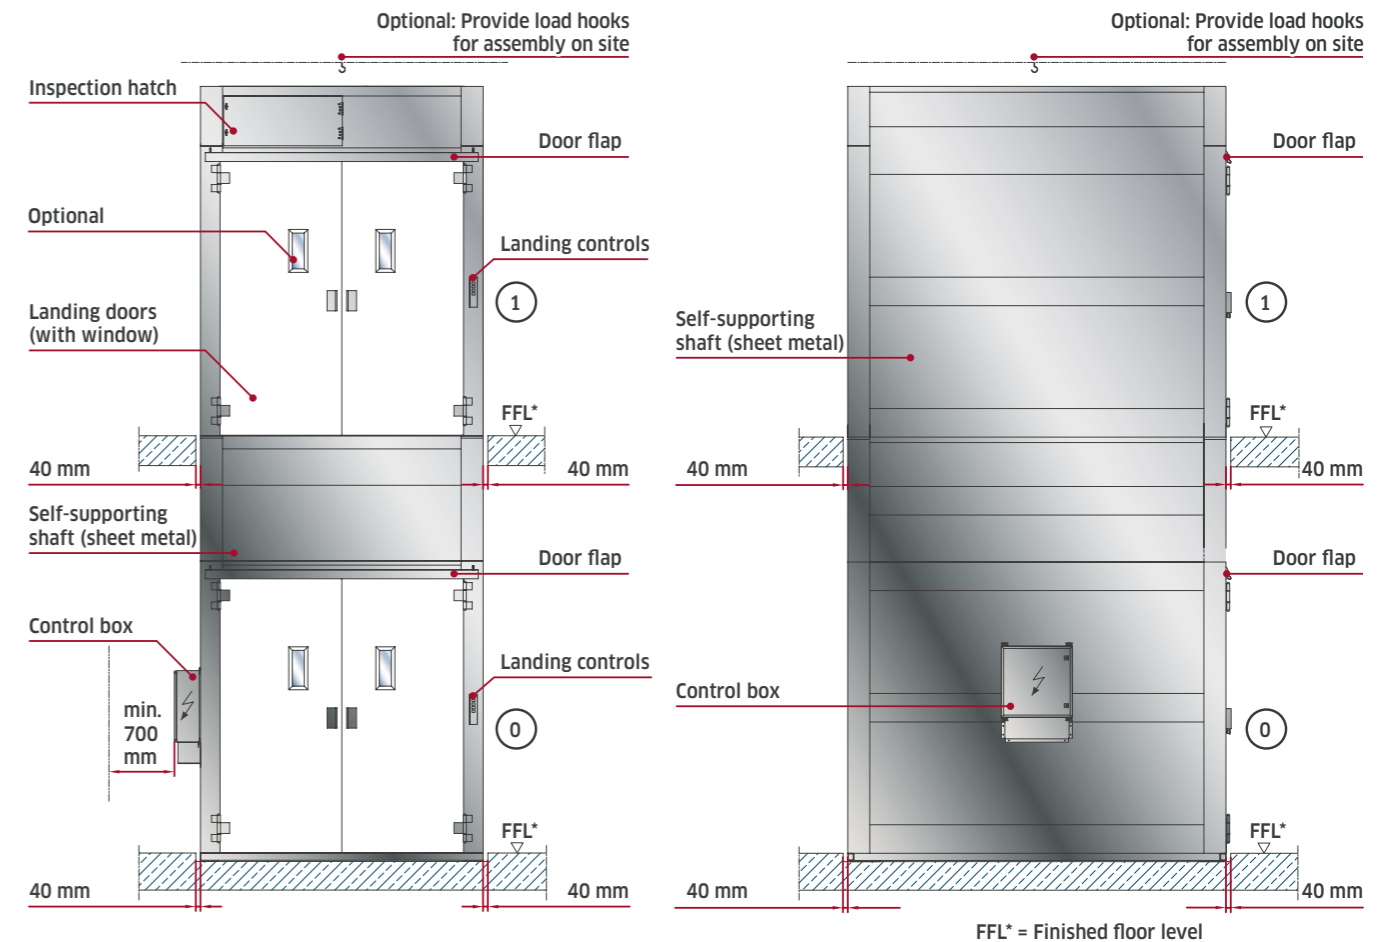 Optional: Provide load hooks
for assembly on site
Inspection hatch
Door flap
Optional
Landing controls
1
Landing doors
(with window)
FFL*
40 mm
40 mm
Self-supporting
shaft (sheet metal)
Door flap
Control box
Landing controls
min.
700
mm
0
FFL*
40 mm
40 mm
Optional: Provide load hooks
for assembly on site
Door flap
1
Self-supporting
shaft (sheet metal)
FFL*
40 mm
40 mm
Door flap
Control box
0
FFL*
40 mm
40 mm
FFL* = Finished floor level